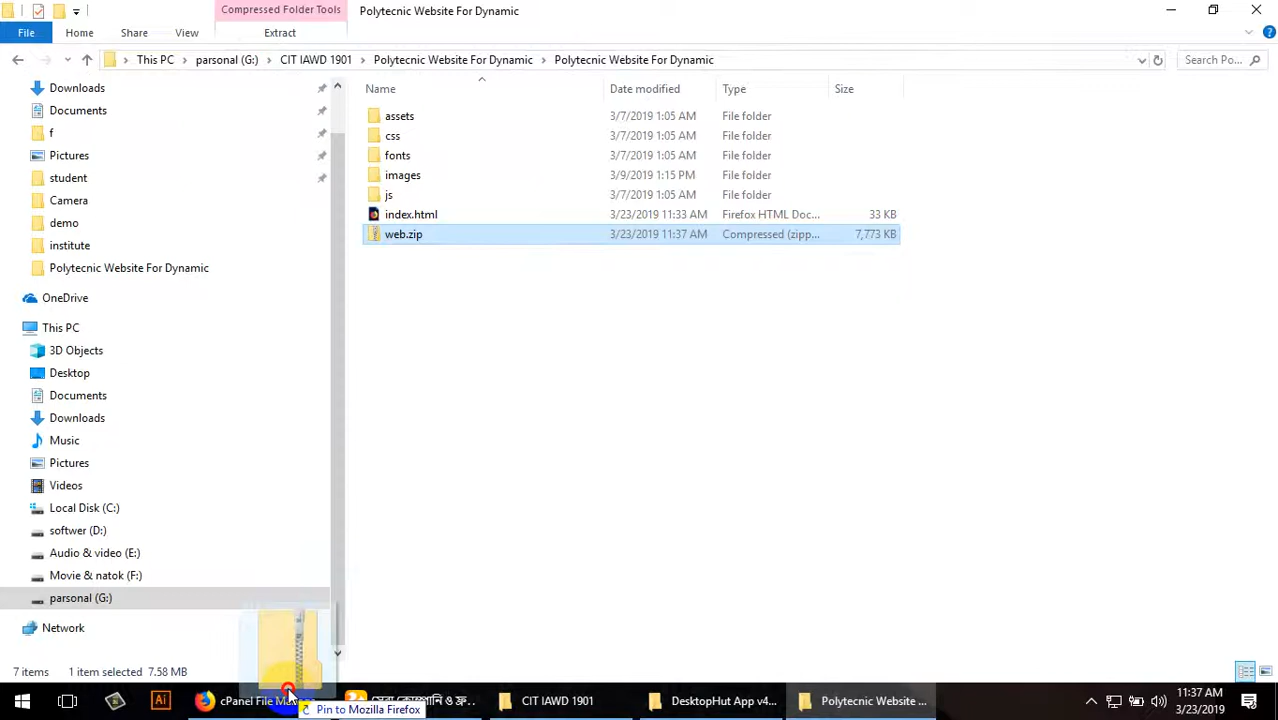 Compressed Folder Tools
Polytecnic Website For Dynamic
File
Home
Share
View
Extract
This PC
parsonal (G:)
CIT IAWD 1901
Polytecnic Website For Dynamic
Polytecnic Website For Dynamic
Search Po...
Name
Date modified
Type
Size
Downloads
Documents
f
Pictures
student
Camera
demo
institute
Polytecnic Website For Dynamic
OneDrive
This PC
3D Objects
Desktop
Documents
Downloads
Music
Pictures
Videos
Local Disk (C:)
softwer (D:)
Audio & video (E:)
Movie & natok (F:)
parsonal (G:)
Network
assets 3/7/2019 1:05 AM File folder
css 3/7/2019 1:05 AM File folder
fonts 3/7/2019 1:05 AM File folder
images 3/9/2019 1:15 PM File folder
js 3/7/2019 1:05 AM File folder
index.html 3/23/2019 11:33 AM Firefox HTML Doc... 33 KB
web.zip 3/23/2019 11:37 AM Compressed (zipp... 7,773 KB
7 items
1 item selected 7.58 MB
Ai
cPanel File
Pin to Mozilla Firefox
CIT IAWD 1901
DesktopHut App v4...
Polytecnic Website ...
11:37 AM
3/23/2019